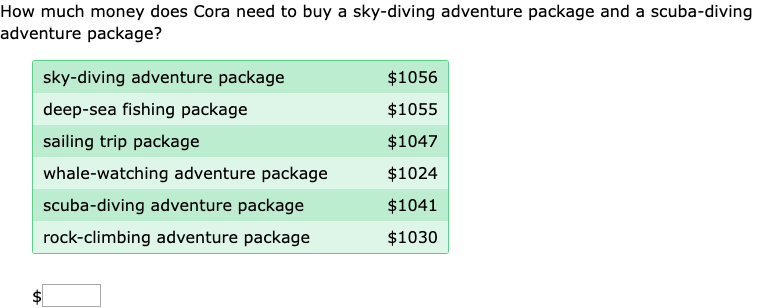 How much money does Cora need to buy a sky-diving adventure package and a scuba-diving
adventure package?
sky-diving adventure package $1056
deep-sea fishing package $1055
sailing trip package $1047
whale-watching adventure package $1024
scuba-diving adventure package $1041
rock-climbing adventure package $1030
$